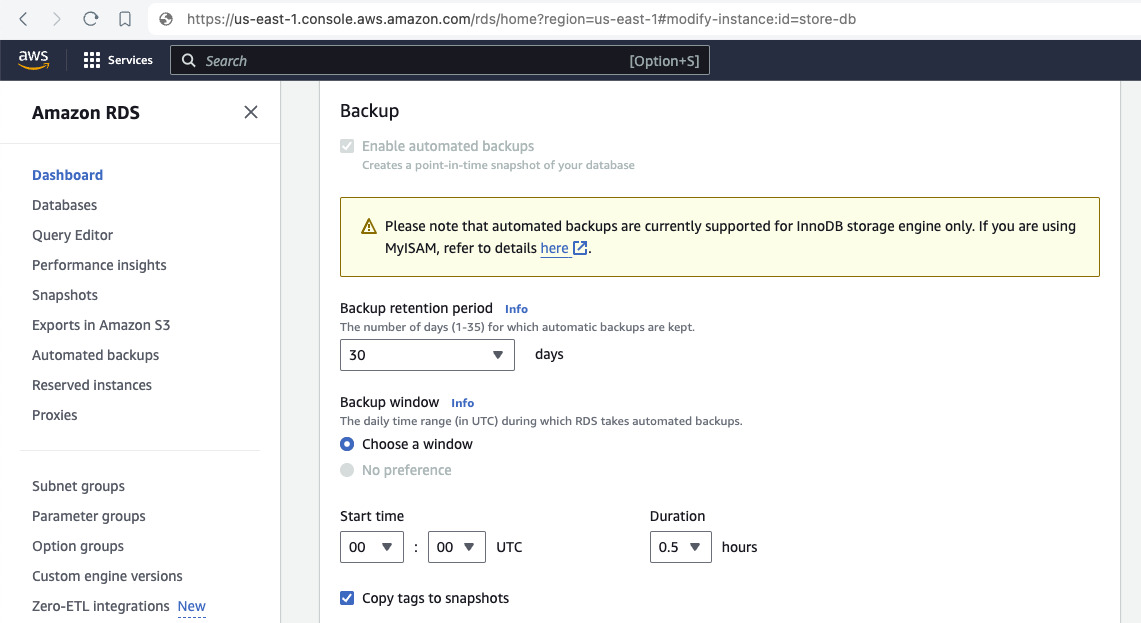 https://us-east-1.console.aws.amazon.com/rds/home?region=us-east-1#modify-instance:id=store-db
aws
Services
Search
[Option+S]
Amazon RDS
Dashboard
Databases
Query Editor
Performance insights
Snapshots
Exports in Amazon S3
Automated backups
Reserved instances
Proxies
Subnet groups
Parameter groups
Option groups
Custom engine versions
Zero-ETL integrations New
Backup
Enable automated backups
Creates a point-in-time snapshot of your database
Please note that automated backups are currently supported for InnoDB storage engine only. If you are using
MyISAM, refer to details here.
Backup retention period Info
The number of days (1-35) for which automatic backups are kept.
30 days
Backup window Info
The daily time range (in UTC) during which RDS takes automated backups.
Choose a window
No preference
Start time
00 : 00 UTC
Duration
0.5 hours
Copy tags to snapshots